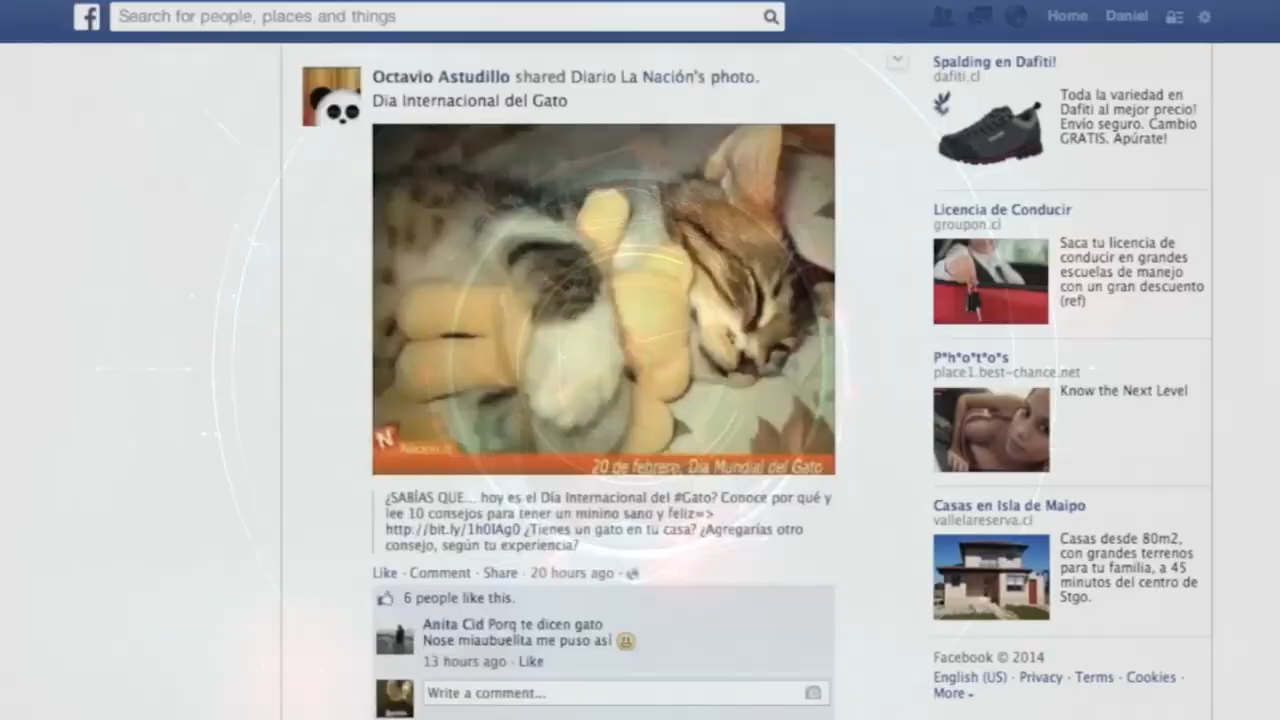 Search for people, places and things
Home Daniel
Octavio Astudillo shared Diario La Nación's photo.
Dia Internacional del Gato
20 de febrero, Dia Mundial del Gato
¿SABÍAS QUE... hoy es el Día Internacional del #Gato? Conoce por qué y
lee 10 consejos para tener un minino sano y feliz=>
http://bit.ly/1h0lAg0 ¿Tienes un gato en tu casa? ¿Agregarías otro
consejo, según tu experiencia?
Like · Comment · Share · 20 hours ago ·
6 people like this.
Anita Cid Porq te dicen gato
Nose miaubuelita me puso asi
13 hours ago · Like
Write a comment...
Spalding en Dafiti!
dafiti.cl
Toda la variedad en
Dafiti al mejor precio!
Envío seguro. Cambio
GRATIS. Apúrate!
Licencia de Conducir
groupon.cl
Saca tu licencia de
conducir en grandes
escuelas de manejo
con un gran descuento
(ref)
P*h*o*t*o*s
place1.best-chance.net
Know the Next Level
Casas en Isla de Maipo
vallelareserva.cl
Casas desde 80m2,
con grandes terrenos
para tu familia, a 45
minutos del centro de
Stgo.
Facebook © 2014
English (US) · Privacy · Terms · Cookies ·
More